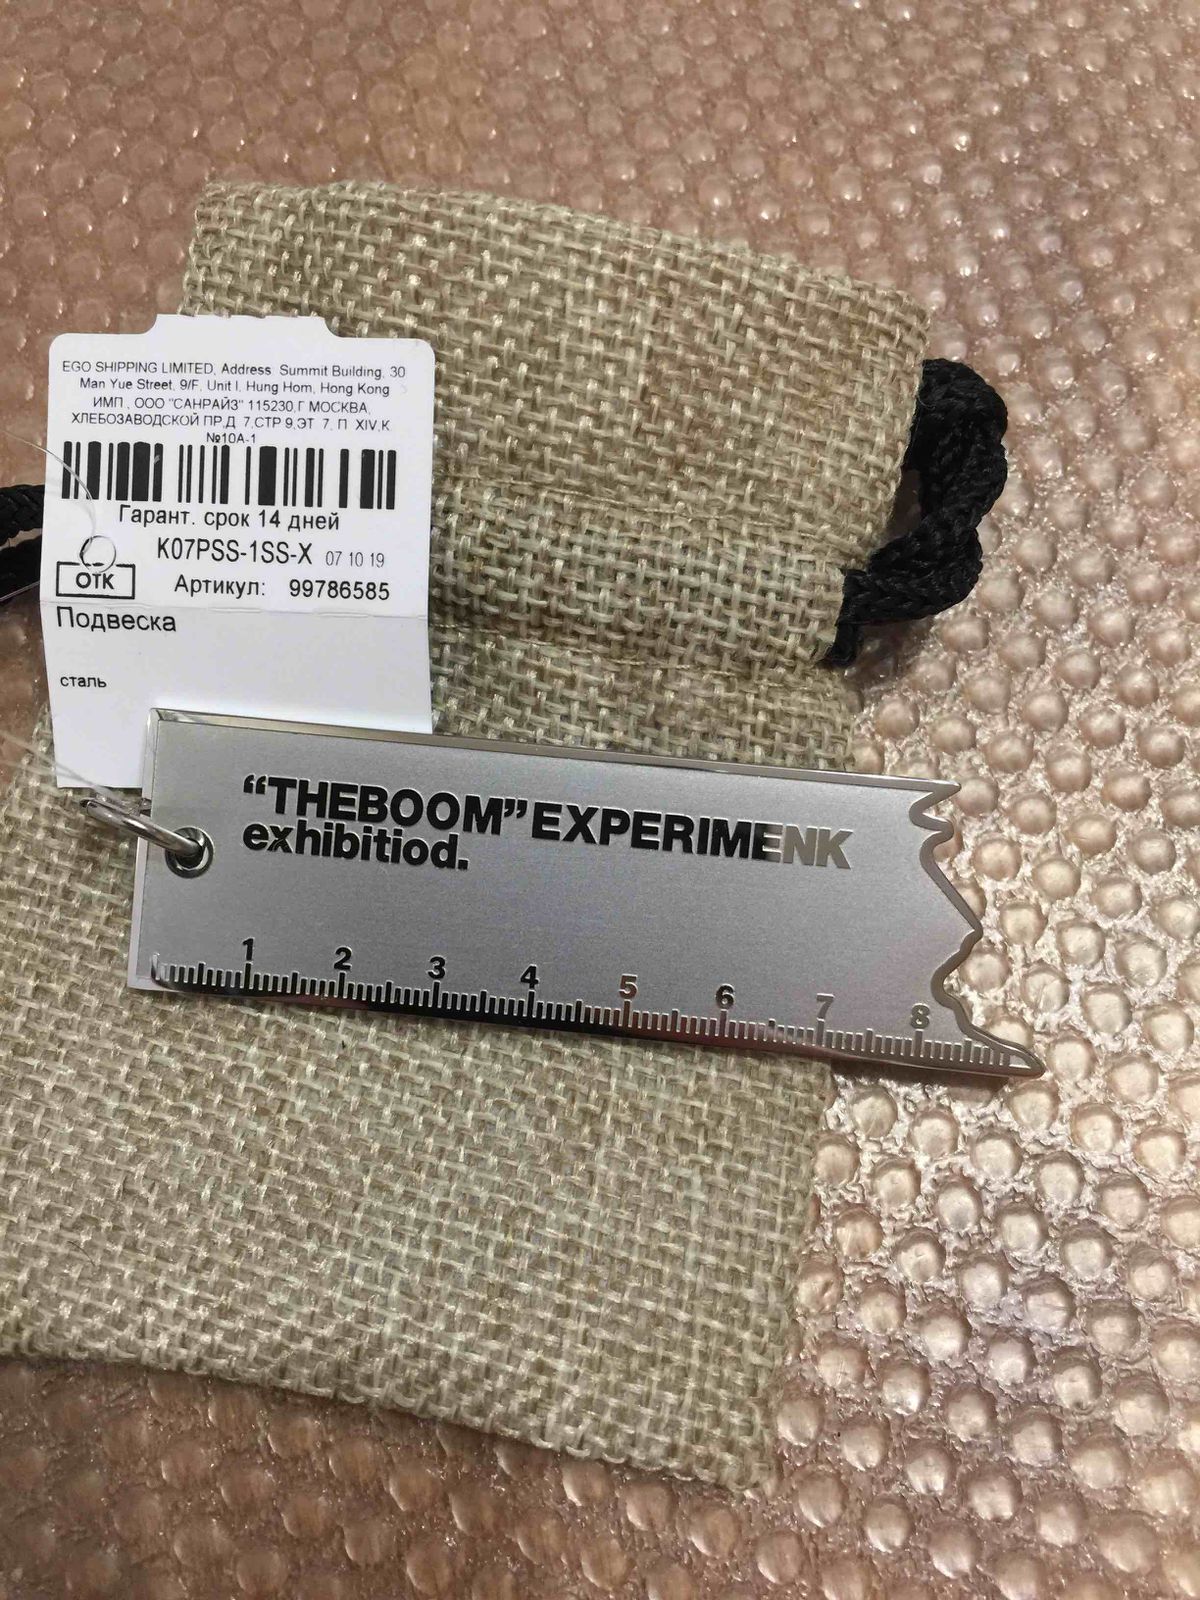 EGO SHIPPING LIMITED, Address Summit Building, 30
Man Yue Street, 9/F, Unit I, Hung Hom, Hong Kong
ИМП , ООО "САНРАЙЗ" 115230,Г МОСКВА,
ХЛЕБОЗАВОДСКОЙ ПР,Д 7,СТР 9,ЭТ 7, П XIV,К
№10А-1
Гарант. срок 14 дней
K07PSS-1SS-X 07 10 19
ОТК
Артикул: 99786585
Подвеска
сталь
“THEBOOM”EXPERIMENK
exhibitiod.
1 2 3 4 5 6 7 8